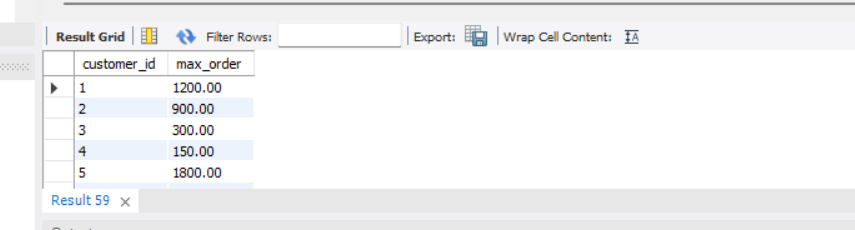 Result Grid Filter Rows: Export: Wrap Cell Content:
customer_id max_order
1 1200.00
2 900.00
3 300.00
4 150.00
5 1800.00
Result 59